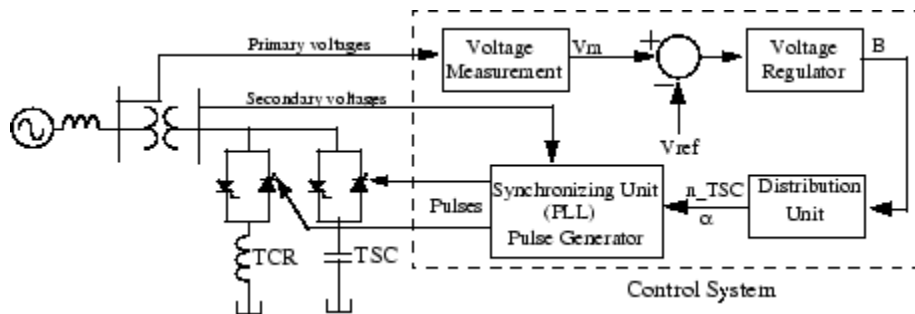 Primary voltages
Voltage
Measurement
Vm
+
−
Voltage
Regulator
B
Secondary voltages
Vref
Synchronizing Unit
(PLL)
Pulse Generator
n_TSC
α
Distribution
Unit
Pulses
TCR
TSC
Control System